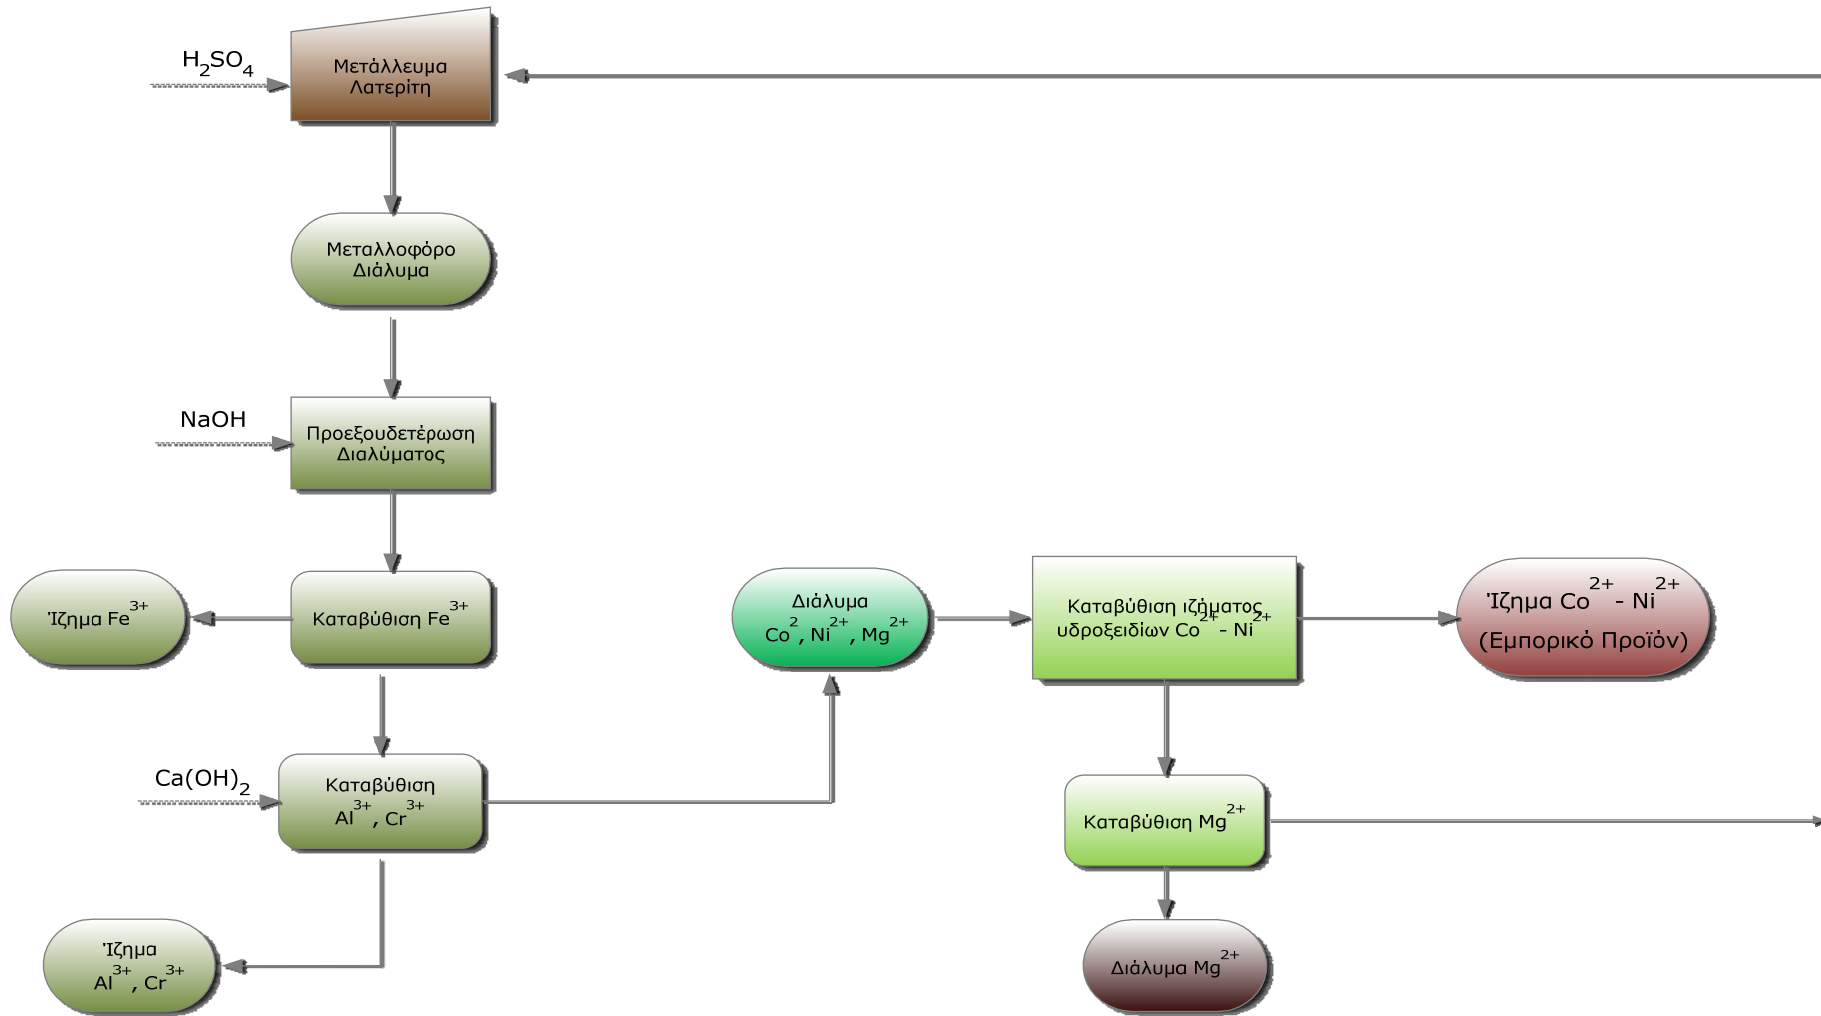 H2SO4
Μετάλλευμα
Λατερίτη
Μεταλλοφόρο
Διάλυμα
NaOH
Προεξουδετέρωση
Διαλύματος
Ίζημα Fe3+
Καταβύθιση Fe3+
Ca(OH)2
Καταβύθιση
Al3+, Cr3+
Ίζημα
Al3+, Cr3+
Διάλυμα
Co2, Ni2+, Mg2+
Καταβύθιση ιζήματος
υδροξειδίων Co2+ - Ni2+
Ίζημα Co2+ - Ni2+
(Εμπορικό Προϊόν)
Καταβύθιση Mg2+
Διάλυμα Mg2+